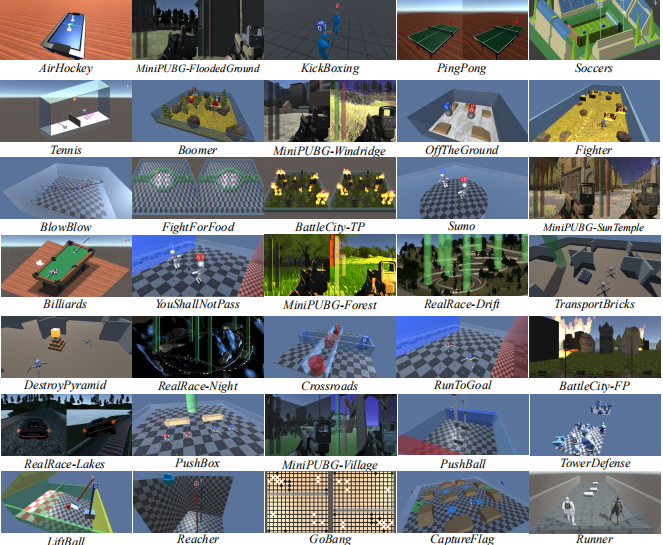 AirHockey MiniPUBG-FloodedGround KickBoxing PingPong Soccers
Tennis Boomer MiniPUBG-Windridge OffTheGround Fighter
BlowBlow FightForFood BattleCity-TP Sumo MiniPUBG-SunTemple
Billiards YouShallNotPass MiniPUBG-Forest RealRace-Drift TransportBricks
DestroyPyramid RealRace-Night Crossroads RunToGoal BattleCity-FP
RealRace-Lakes PushBox MiniPUBG-Village PushBall TowerDefense
LiftBall Reacher GoBang CaptureFlag Runner